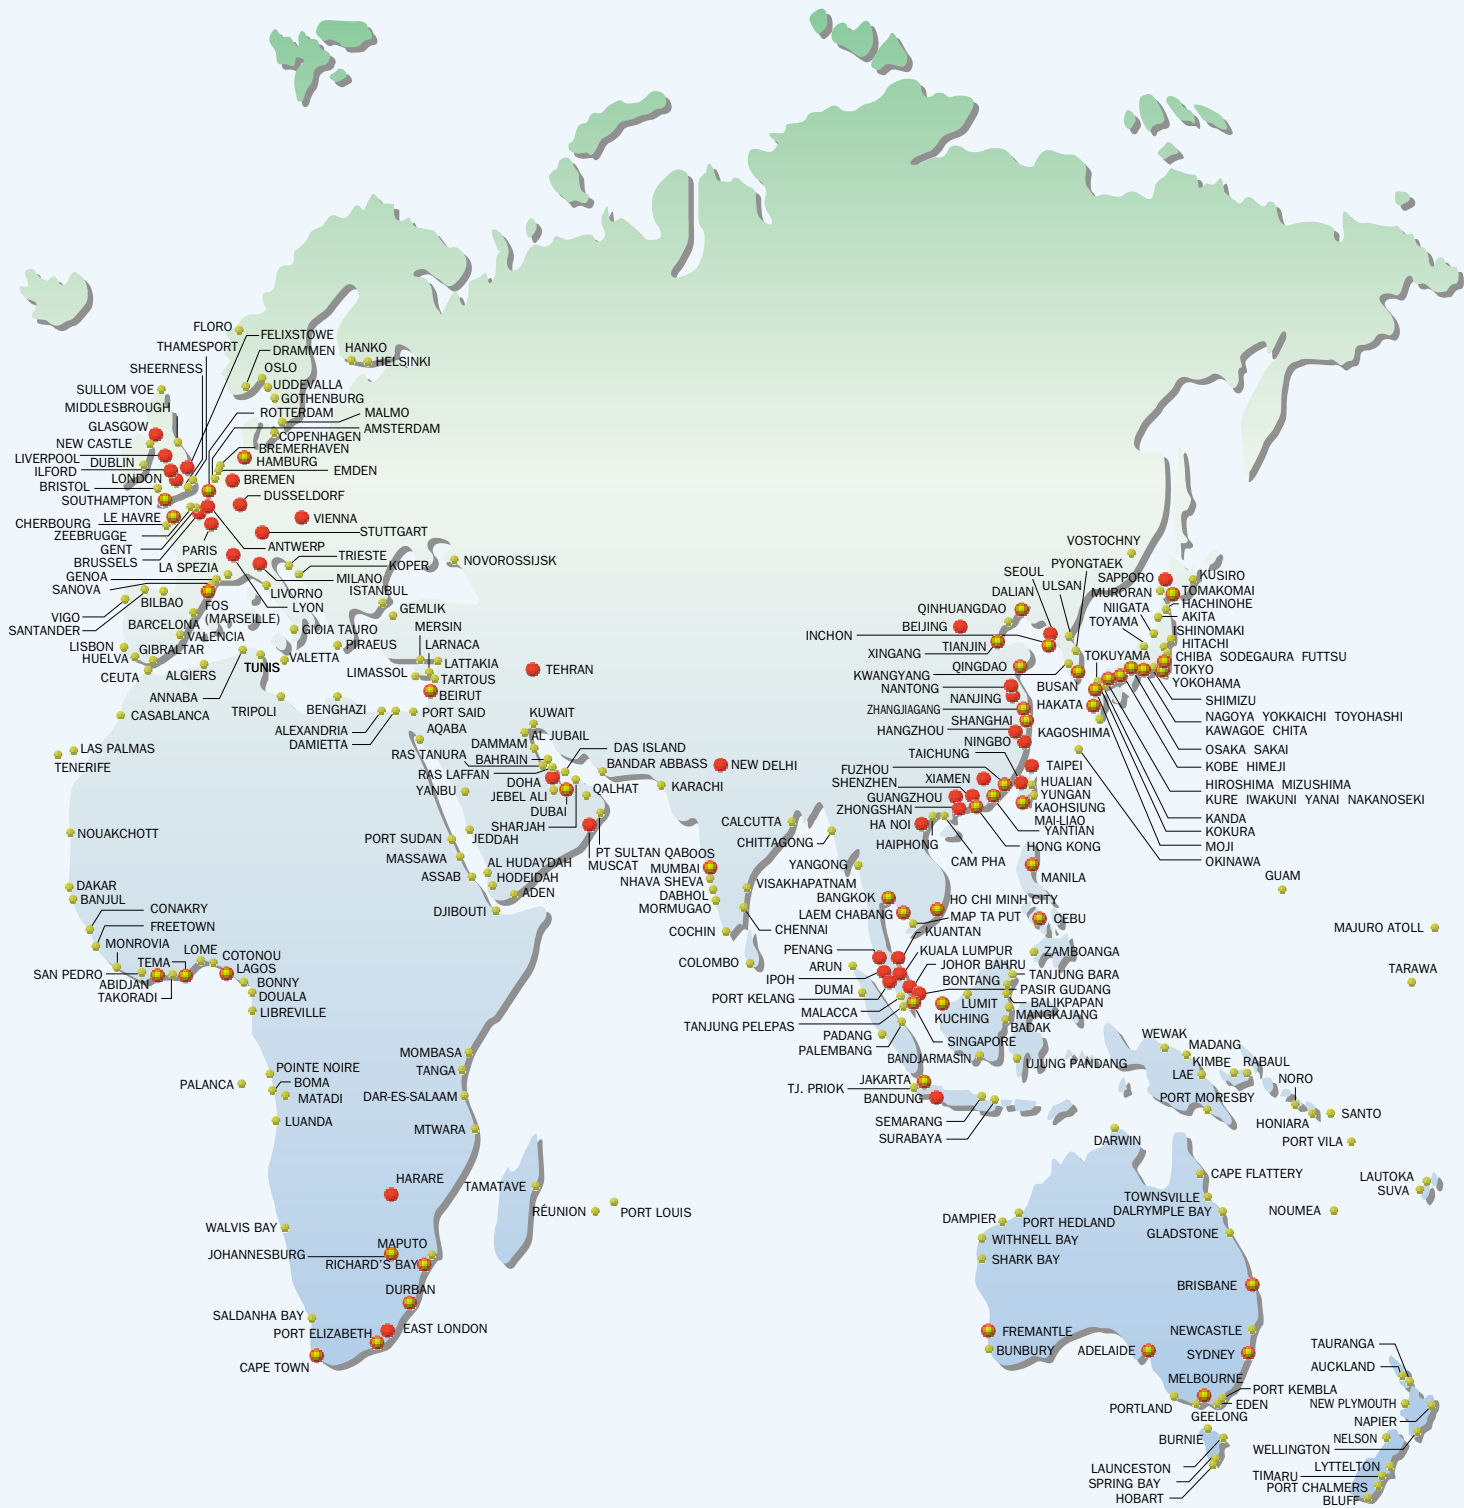 FLORO
FELIXSTOWE
THAMESPORT
DRAMMEN
HANKO
HELSINKI
SHEERNESS
OSLO
SULLOM VOE
UDDEVALLA
GOTHENBURG
MIDDLESBROUGH
ROTTERDAM
MALMO
GLASGOW
AMSTERDAM
NEW CASTLE
COPENHAGEN
BREMERHAVEN
LIVERPOOL
DUBLIN
HAMBURG
ILFORD
EMDEN
LONDON
BREMEN
BRISTOL
DUSSELDORF
SOUTHAMPTON
LE HAVRE
VIENNA
CHERBOURG
STUTTGART
ZEEBRUGGE
GENT
PARIS
ANTWERP
BRUSSELS
TRIESTE
KOPER
NOVOROSSIJSK
LA SPEZIA
GENOA
MILANO
SANOVA
LIVORNO
ISTANBUL
BILBAO
FOS
(MARSEILLE)
LYON
VIGO
GEMLIK
SANTANDER
BARCELONA
GIOIA TAURO
MERSIN
VALENCIA
LISBON
GIBRALTAR
PIRAEUS
LARNACA
HUELVA
TUNIS
VALETTA
LATTAKIA
CEUTA
ALGIERS
LIMASSOL
TARTOUS
TEHRAN
ANNABA
BEIRUT
TRIPOLI
BENGHAZI
CASABLANCA
PORT SAID
ALEXANDRIA
DAMIETTA
AQABA
KUWAIT
AL JUBAIL
LAS PALMAS
TENERIFE
DAMMAM
DAS ISLAND
RAS TANURA
BAHRAIN
BANDAR ABBASS
NEW DELHI
RAS LAFFAN
DOHA
YANBU
JEBEL ALI
QALHAT
KARACHI
DUBAI
SHARJAH
NOUAKCHOTT
PORT SUDAN
JEDDAH
CALCUTTA
CHITTAGONG
MASSAWA
AL HUDAYDAH
PT SULTAN QABOOS
MUSCAT
MUMBAI
ASSAB
HODEIDAH
NHAVA SHEVA
DAKAR
ADEN
DABHOL
VISAKHAPATNAM
BANJUL
MORMUGAO
CONAKRY
DJIBOUTI
FREETOWN
COCHIN
CHENNAI
MONROVIA
LOME
COTONOU
TEMA
LAGOS
COLOMBO
SAN PEDRO
ABIDJAN
BONNY
TAKORADI
DOUALA
LIBREVILLE
VOSTOCHNY
PYONGTAEK
SEOUL
ULSAN
SAPPORO
KUSIRO
DALIAN
MURORAN
TOMAKOMAI
QINHUANGDAO
NIIGATA
HACHINOHE
BEIJING
TOYAMA
AKITA
INCHON
ISHINOMAKI
XINGANG
TIANJIN
HITACHI
TOKUYAMA
CHIBA SODEGAURA FUTTSU
QINGDAO
TOKYO
KWANGYANG
YOKOHAMA
NANTONG
BUSAN
NANJING
SHIMIZU
ZHANGJIAGANG
HAKATA
NAGOYA YOKKAICHI TOYOHASHI
SHANGHAI
KAWAGOE CHITA
HANGZHOU
KAGOSHIMA
NINGBO
OSAKA SAKAI
TAICHUNG
TAIPEI
KOBE HIMEJI
FUZHOU
SHENZHEN
XIAMEN
HUALIAN
HIROSHIMA MIZUSHIMA
GUANGZHOU
YUNGAN
KURE IWAKUNI YANAI NAKANOSEKI
ZHONGSHAN
KAOHSIUNG
MAI-LIAO
KANDA
HA NOI
YANTIAN
KOKURA
HAIPHONG
HONG KONG
MOJI
CAM PHA
OKINAWA
YANGONG
MANILA
GUAM
BANGKOK
HO CHI MINH CITY
LAEM CHABANG
MAP TA PUT
CEBU
KUANTAN
MAJURO ATOLL
PENANG
KUALA LUMPUR
ZAMBOANGA
ARUN
JOHOR BAHRU
IPOH
TANJUNG BARA
TARAWA
BONTANG
DUMAI
PASIR GUDANG
PORT KELANG
LUMIT
BALIKPAPAN
MALACCA
KUCHING
MANGKAJANG
TANJUNG PELEPAS
BADAK
PADANG
SINGAPORE
PALEMBANG
BANDJARMASIN
UJUNG PANDANG
WEWAK
MADANG
KIMBE
RABAUL
LAE
NORO
JAKARTA
TJ. PRIOK
BANDUNG
PORT MORESBY
SANTO
SEMARANG
HONIARA
SURABAYA
DARWIN
PORT VILA
MOMBASA
POINTE NOIRE
TANGA
PALANCA
BOMA
MATADI
DAR-ES-SALAAM
LUANDA
MTWARA
HARARE
TAMATAVE
RÉUNION
PORT LOUIS
WALVIS BAY
MAPUTO
JOHANNESBURG
RICHARD'S BAY
DURBAN
SALDANHA BAY
PORT ELIZABETH
EAST LONDON
CAPE TOWN
CAPE FLATTERY
LAUTOKA
SUVA
TOWNSVILLE
DALRYMPLE BAY
NOUMEA
DAMPIER
PORT HEDLAND
GLADSTONE
WITHNELL BAY
SHARK BAY
BRISBANE
FREMANTLE
NEWCASTLE
BUNBURY
ADELAIDE
SYDNEY
TAURANGA
AUCKLAND
MELBOURNE
PORT KEMBLA
PORTLAND
EDEN
NEW PLYMOUTH
GEELONG
NAPIER
BURNIE
NELSON
WELLINGTON
LAUNCESTON
LYTTELTON
SPRING BAY
TIMARU
HOBART
PORT CHALMERS
BLUFF